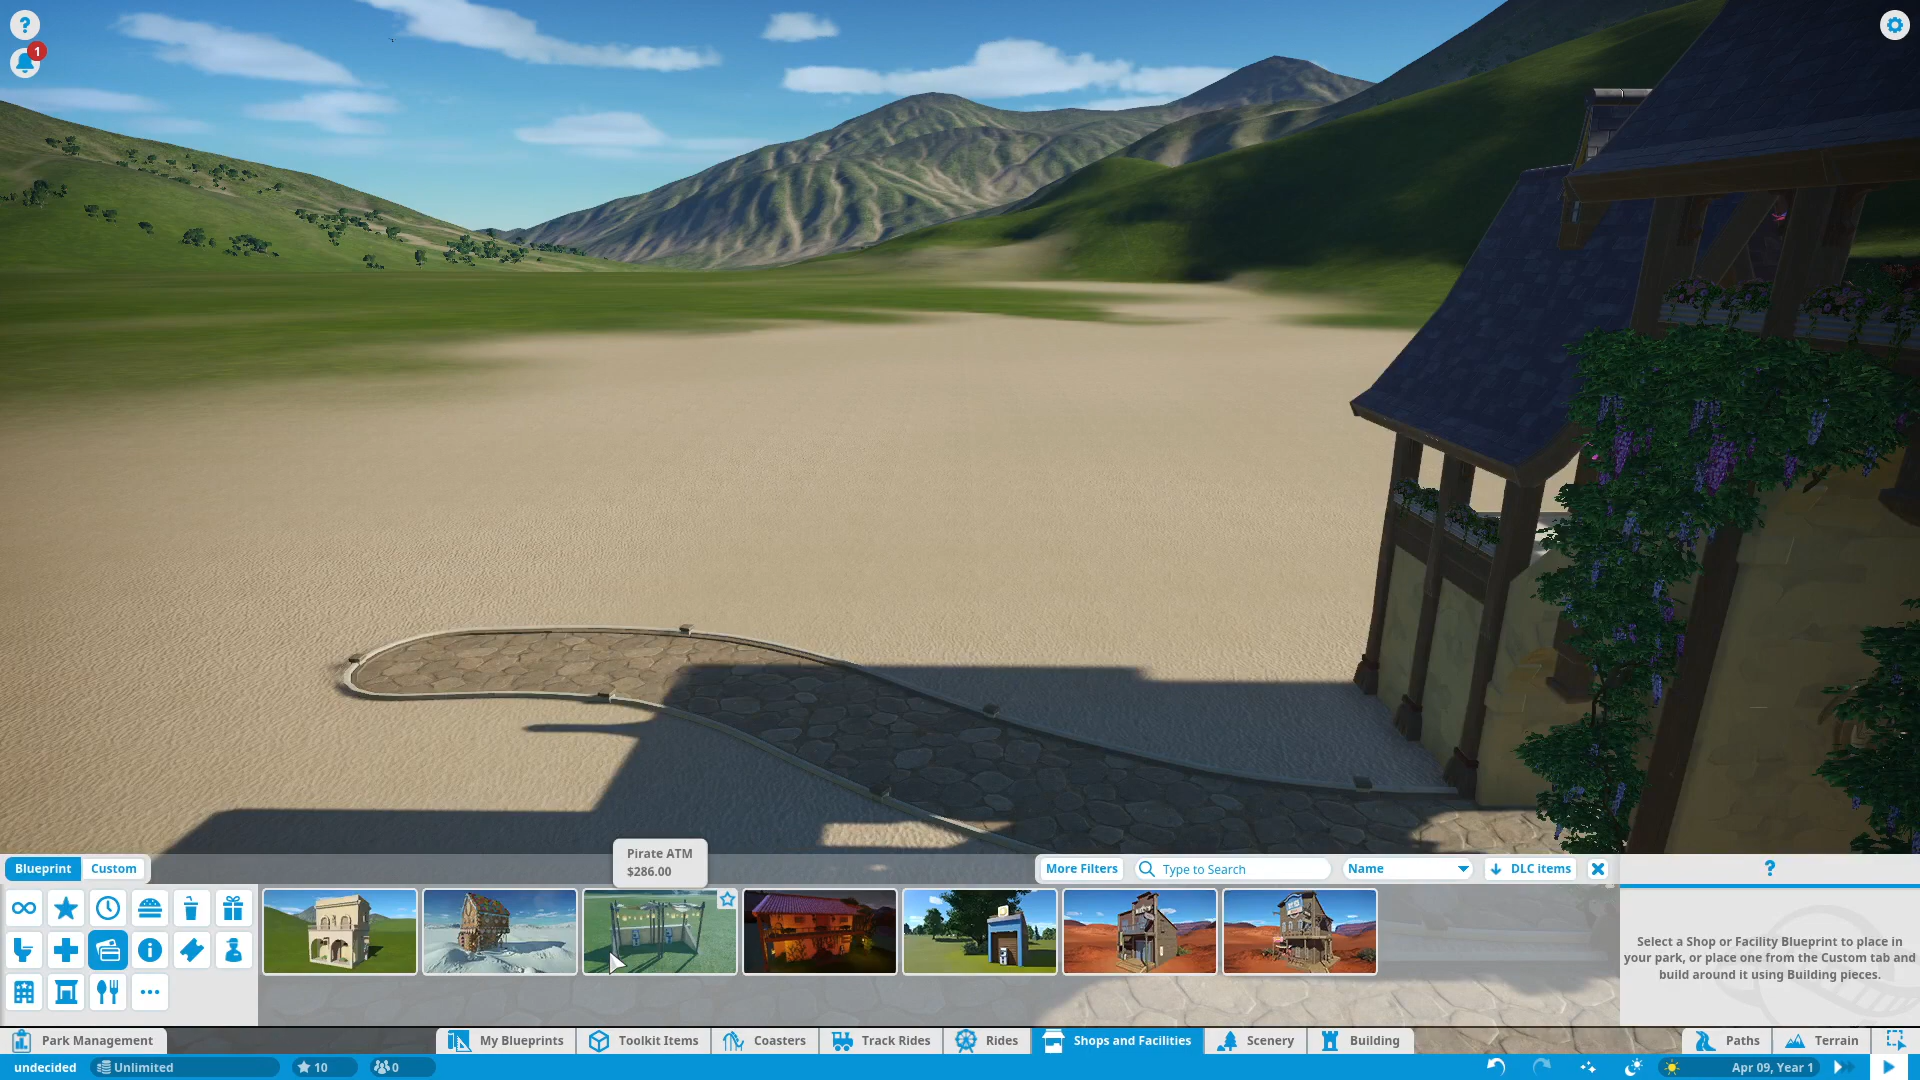 ?
1
Pirate ATM
$286.00
Blueprint
Custom
More Filters
Type to Search
Name
DLC items
?
Select a Shop or Facility Blueprint to place in
your park, or place one from the Custom tab and
build around it using Building pieces.
Park Management
My Blueprints
Toolkit Items
Coasters
Track Rides
Rides
Shops and Facilities
Scenery
Building
Paths
Terrain
undecided
Unlimited
10
0
Apr 09, Year 1